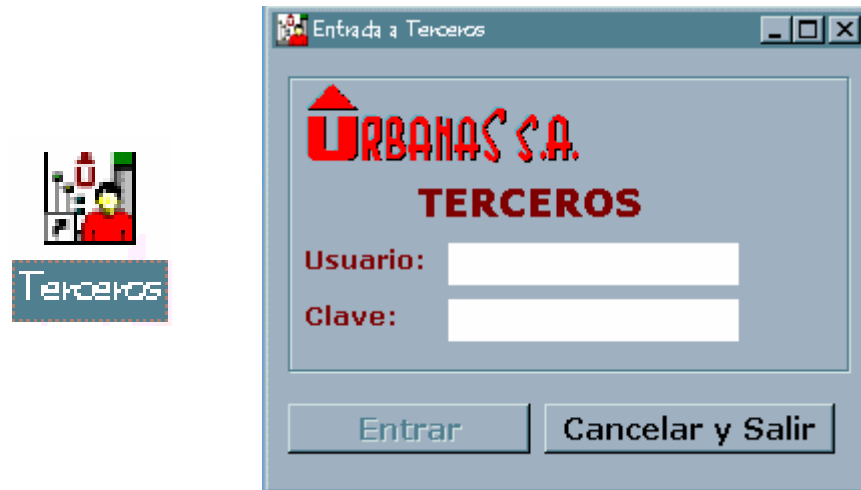 Terceros
Entrada a Terceros
URBANAS S.A.
TERCEROS
Usuario:
Clave:
Entrar
Cancelar y Salir